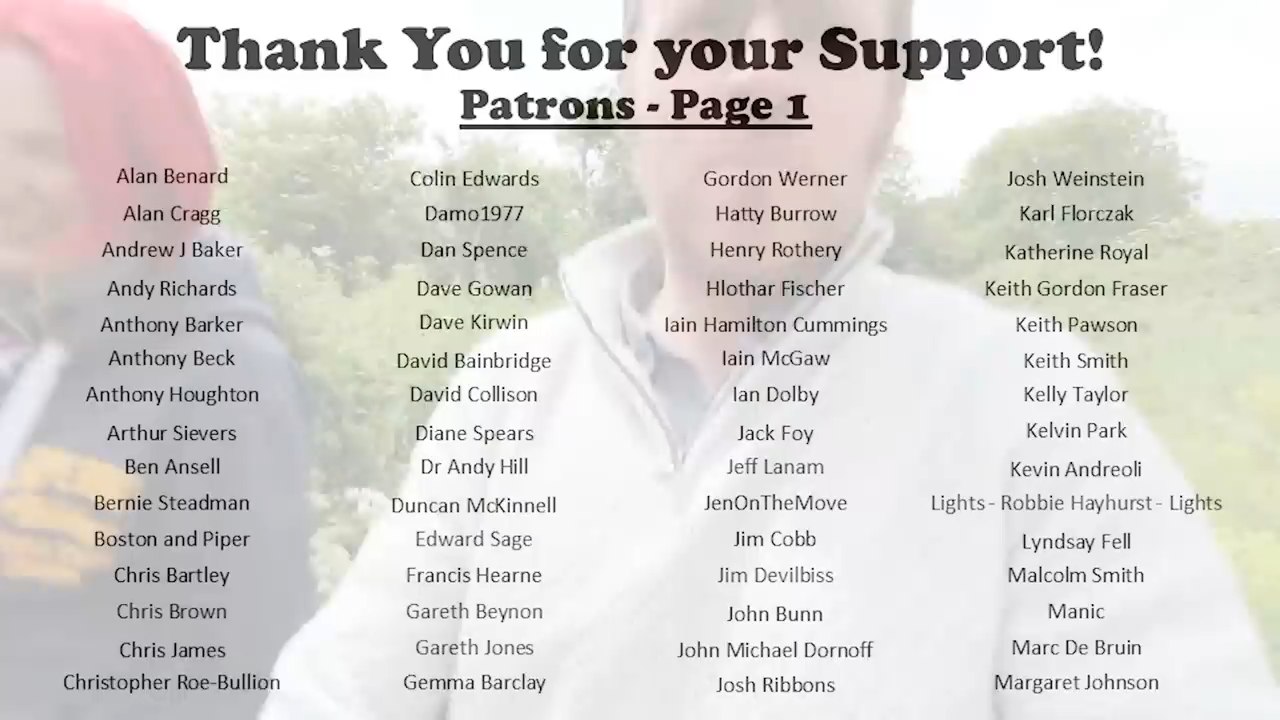 Thank You for your Support!
Patrons - Page 1
Alan Benard
Alan Cragg
Andrew J Baker
Andy Richards
Anthony Barker
Anthony Beck
Anthony Houghton
Arthur Sievers
Ben Ansell
Bernie Steadman
Boston and Piper
Chris Bartley
Chris Brown
Chris James
Christopher Roe-Bullion
Colin Edwards
Damo1977
Dan Spence
Dave Gowan
Dave Kirwin
David Bainbridge
David Collison
Diane Spears
Dr Andy Hill
Duncan McKinnell
Edward Sage
Francis Hearne
Gareth Beynon
Gareth Jones
Gemma Barclay
Gordon Werner
Hatty Burrow
Henry Rothery
Hlothar Fischer
Iain Hamilton Cummings
Iain McGaw
Ian Dolby
Jack Foy
Jeff Lanam
JenOnTheMove
Jim Cobb
Jim Devilbiss
John Bunn
John Michael Dornoff
Josh Ribbons
Josh Weinstein
Karl Florczak
Katherine Royal
Keith Gordon Fraser
Keith Pawson
Keith Smith
Kelly Taylor
Kelvin Park
Kevin Andreoli
Lights - Robbie Hayhurst - Lights
Lyndsay Fell
Malcolm Smith
Manic
Marc De Bruin
Margaret Johnson